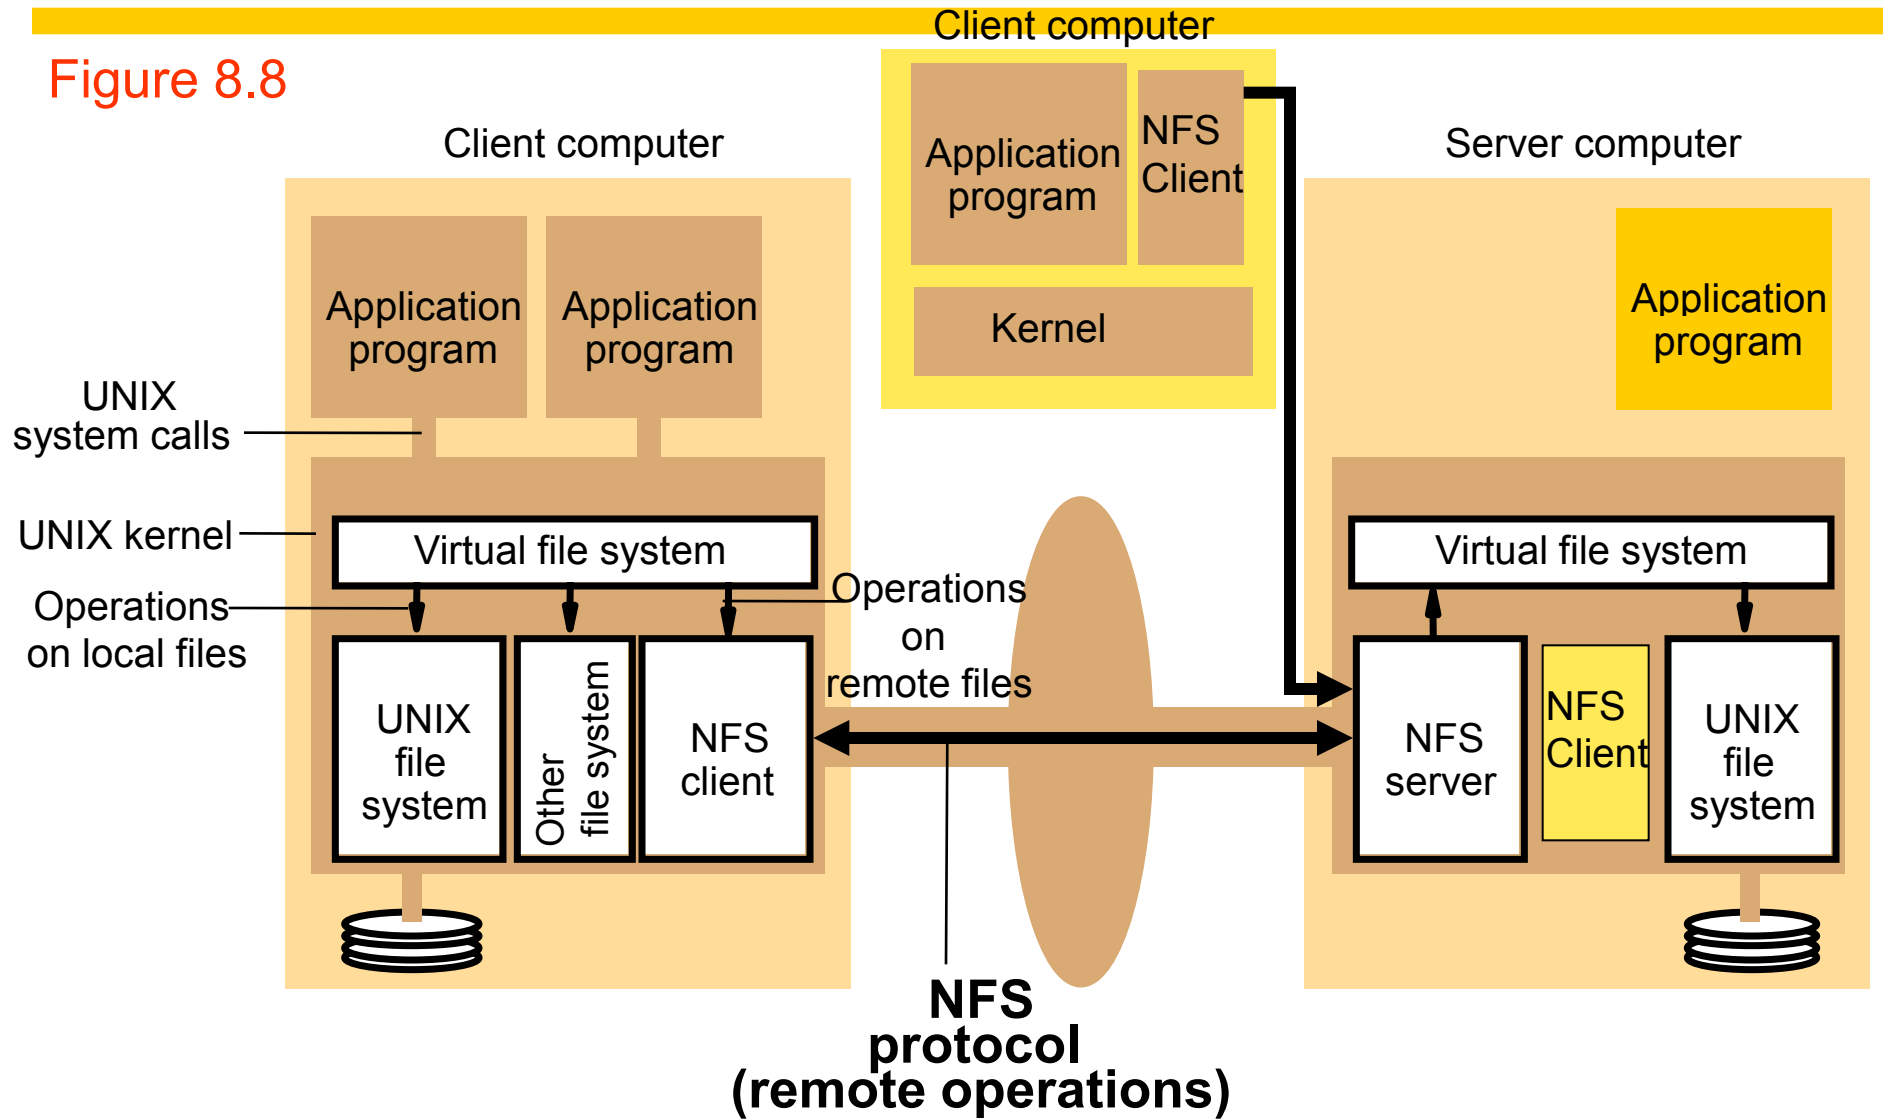 Client computer
Figure 8.8
Client computer
Server computer
Application
program
NFS
Client
Kernel
Application
program
Application
program
Application
program
UNIX
system calls
UNIX kernel
Virtual file system
Virtual file system
Operations
on local files
Operations
on
remote files
UNIX
file
system
Other
file system
NFS
client
NFS
server
NFS
Client
UNIX
file
system
NFS
protocol
(remote operations)